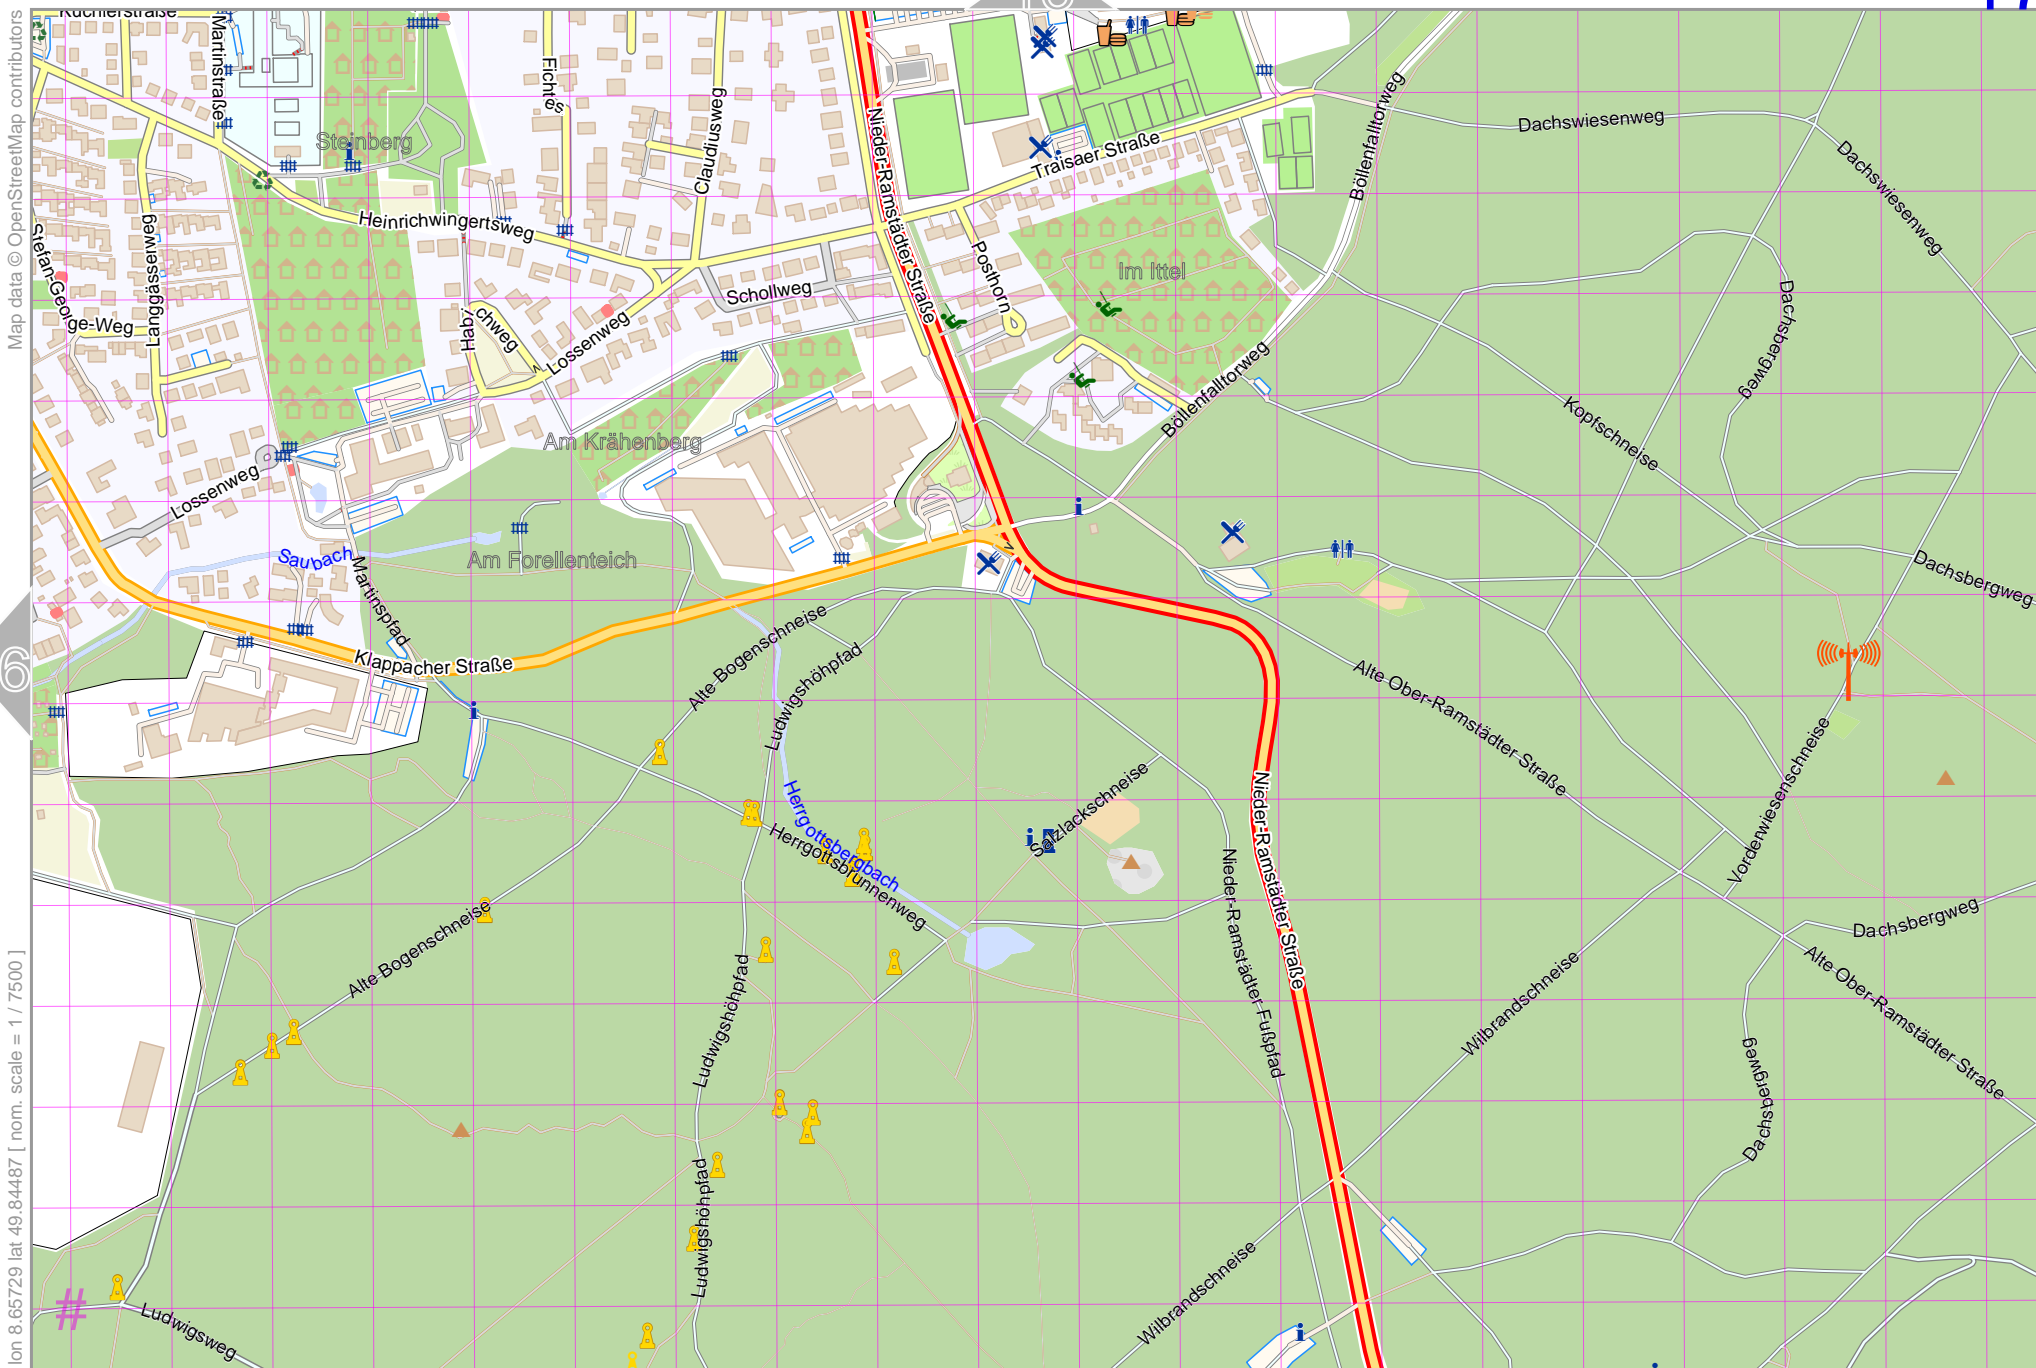 Map data © OpenStreetMap contributors
lon 8.65729 lat 49.84487 [ nom. scale = 1 / 7500 ]
6
Martinstraße
Fichtes
Claudiusweg
Nieder-Ramstädter Straße
Traisaer Straße
Böllenfalltorweg
Dachswiesenweg
Dachswiesenweg
Steinberg
Heinrichwingertsweg
Langgässerweg
Stefan-George-Weg
Posthorn
Im Ittel
Schollweg
Lossenweg
Dachsbergweg
Böllenfalltorweg
Kopfschneise
Am Krähenberg
Lossenweg
Saubach
Am Forellenteich
Martinspfad
Klappacher Straße
Alte Bogenschneise
Ludwigshöhpfad
Dachsbergweg
Alte Ober-Ramstädter Straße
Vorderwiesenschneise
Herrgottsbergbach
Herrgottsbrunnenweg
Salzlackschneise
Nieder-Ramstädter Straße
Nieder-Ramstädter Fußpfad
Alte Bogenschneise
Ludwigshöhpfad
Dachsbergweg
Wilbrandschneise
Alte Ober-Ramstädter Straße
Dachsbergweg
Ludwigshöhpfad
Wilbrandschneise
#
Ludwigsweg